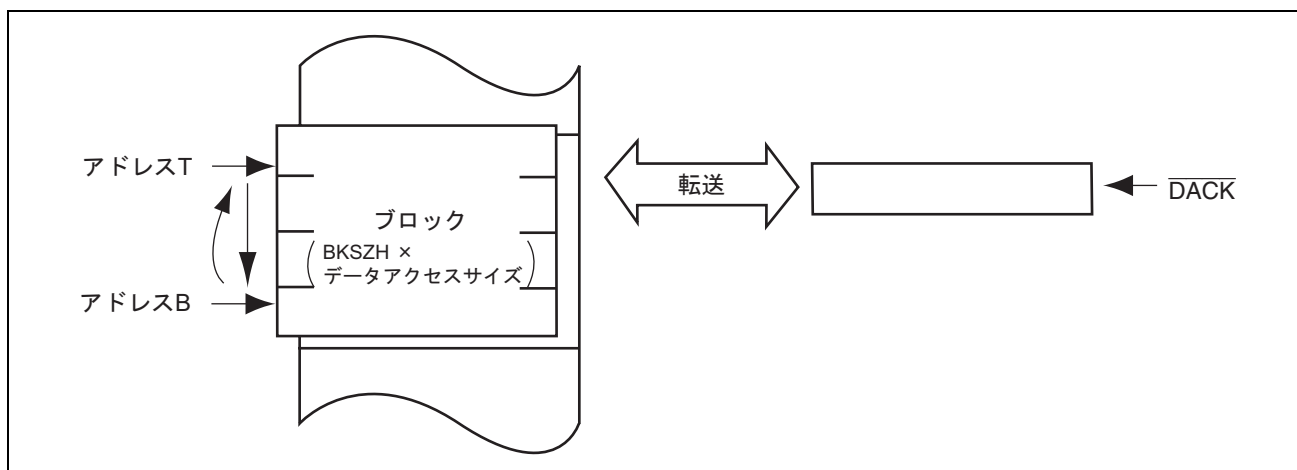 アドレスT
転送
DACK
ブロック
BKSZH ×
データアクセスサイズ
アドレスB